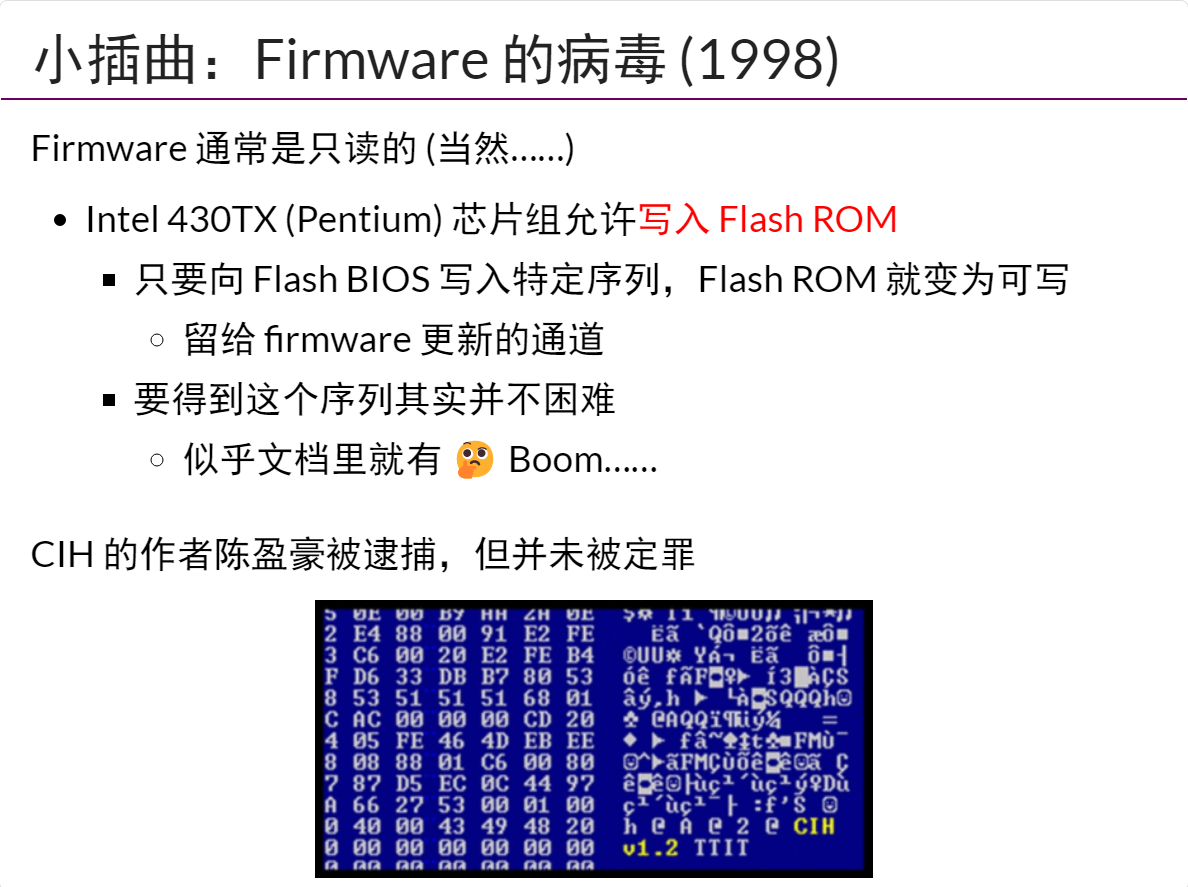 小插曲：Firmware 的病毒 (1998)
Firmware 通常是只读的 (当然……)
Intel 430TX (Pentium) 芯片组允许写入 Flash ROM
只要向 Flash BIOS 写入特定序列，Flash ROM 就变为可写
留给 firmware 更新的通道
要得到这个序列其实并不困难
似乎文档里就有 🤔 Boom……
CIH 的作者陈盈豪被逮捕，但并未被定罪
2 E4 88 00 91 E2 FE
3 C6 00 20 E2 FE B4
F D6 33 DB B7 80 53
8 53 51 51 51 68 01
C AC 00 00 00 CD 20
4 05 FE 46 4D EB EE
8 08 88 01 C6 00 80
7 87 D5 EC 0C 44 97
A 66 27 53 00 01 00
0 40 00 43 49 48 20 h @ A @ 2 @ CIH
0 00 00 00 00 00 00 v1.2 TTIT